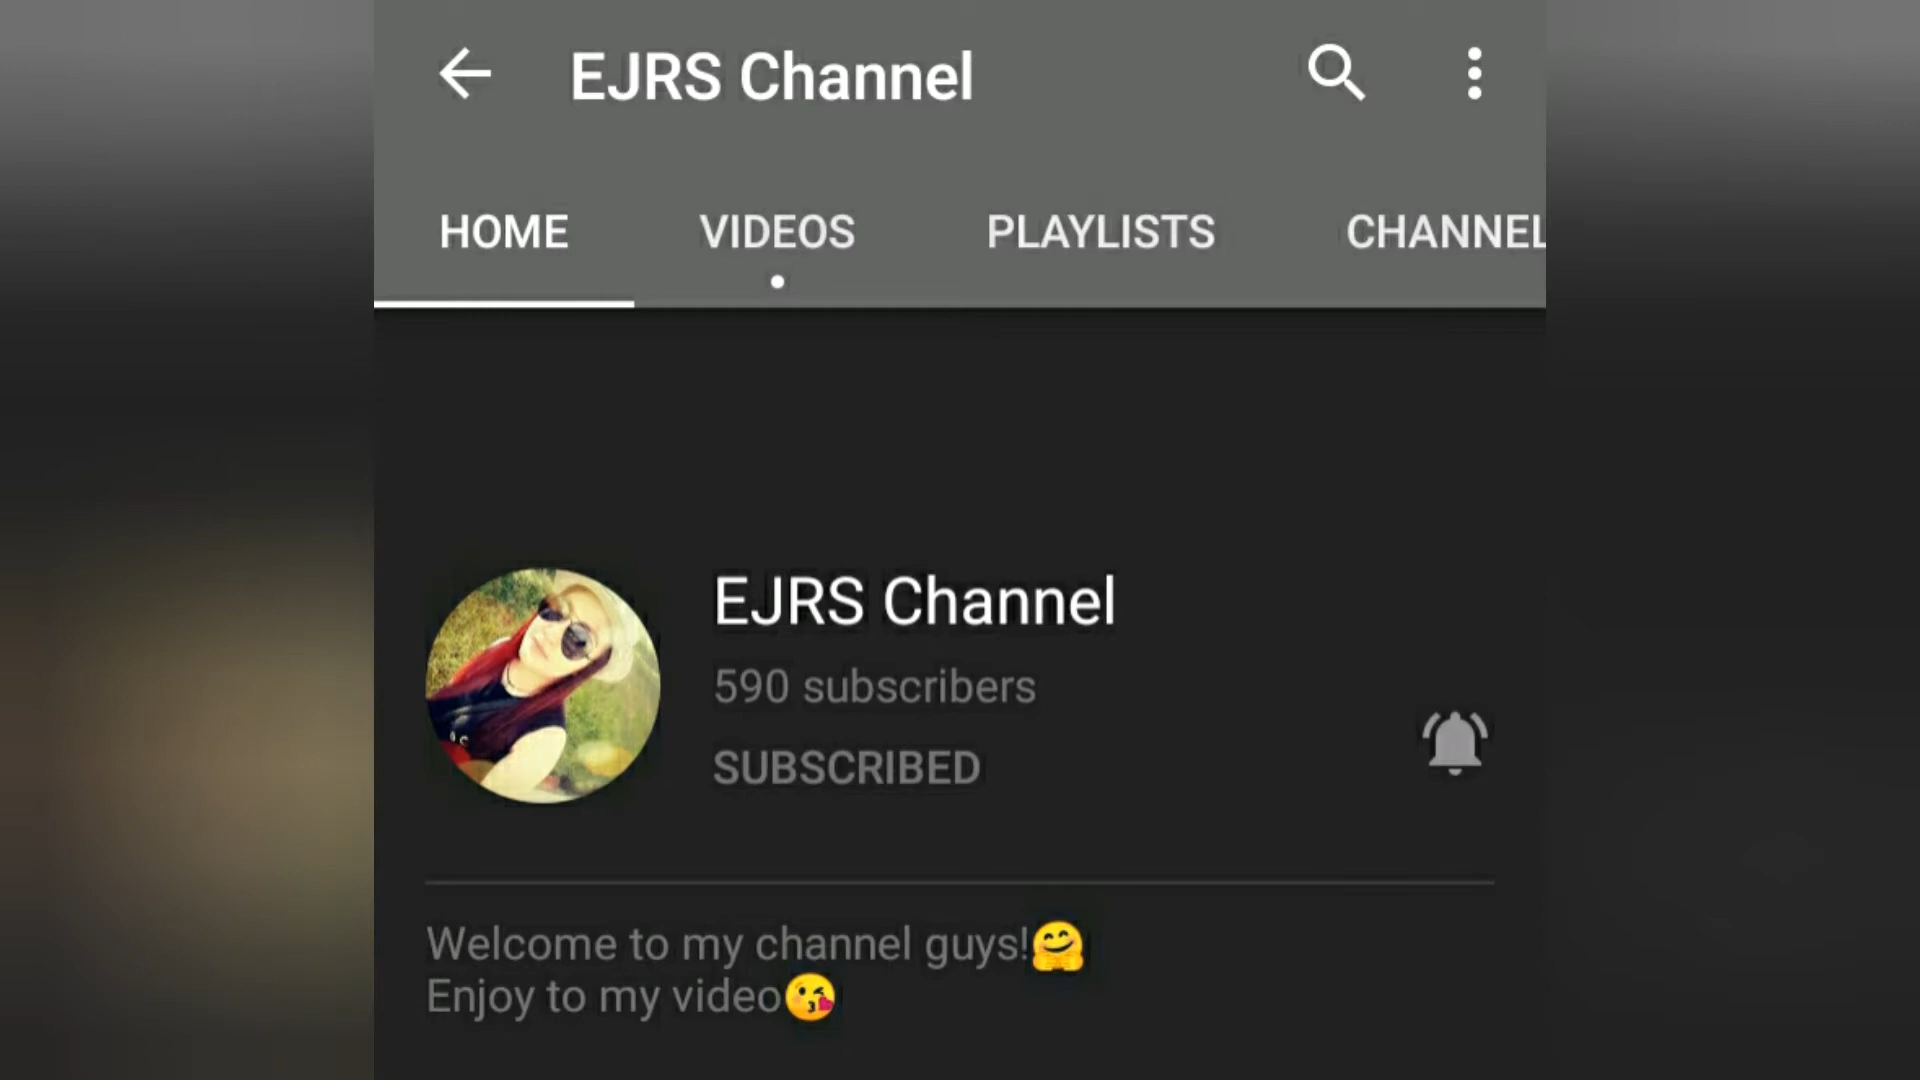 EJRS Channel
HOME VIDEOS PLAYLISTS CHANNEL
EJRS Channel
590 subscribers
SUBSCRIBED
Welcome to my channel guys!🤗
Enjoy to my video😘